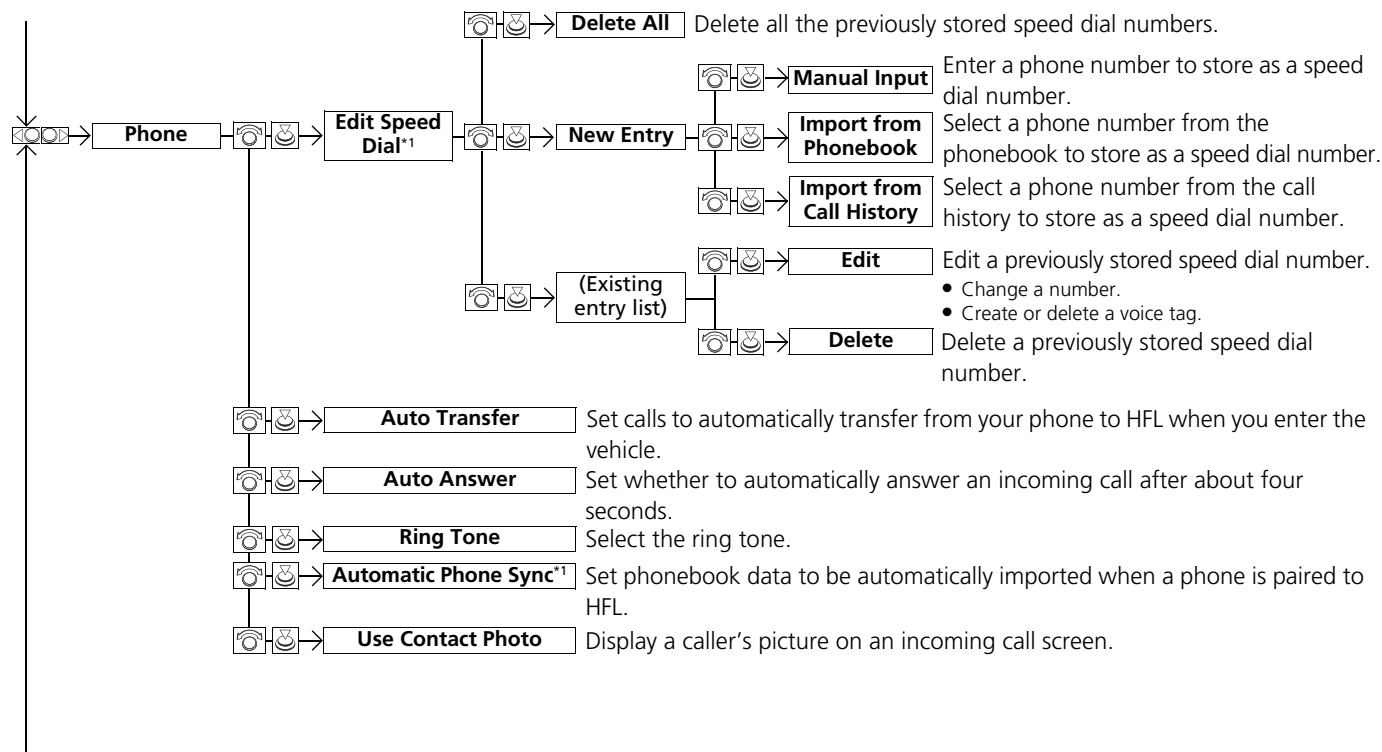 Delete All Delete all the previously stored speed dial numbers.
Manual Input Enter a phone number to store as a speed
dial number.
Phone
Edit Speed
Dial*1
New Entry
Import from
Phonebook
Select a phone number from the
phonebook to store as a speed dial number.
Import from
Call History
Select a phone number from the call
history to store as a speed dial number.
(Existing
entry list)
Edit Edit a previously stored speed dial number.
• Change a number.
• Create or delete a voice tag.
Delete Delete a previously stored speed dial
number.
Auto Transfer Set calls to automatically transfer from your phone to HFL when you enter the
vehicle.
Auto Answer Set whether to automatically answer an incoming call after about four
seconds.
Ring Tone Select the ring tone.
Automatic Phone Sync*1 Set phonebook data to be automatically imported when a phone is paired to
HFL.
Use Contact Photo Display a caller’s picture on an incoming call screen.